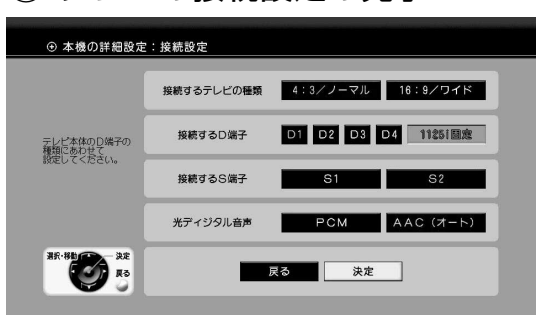 ⊕ 本機の詳細設定：接続設定
接続するテレビの種類 4：3／ノーマル 16：9／ワイド
テレビ本体のD端子の
種類にあわせて
設定してください。
接続するD端子 D1 D2 D3 D4 1125i固定
接続するS端子 S1 S2
光ディジタル音声 PCM AAC（オート）
選択・移動 決定
戻る
戻る 決定